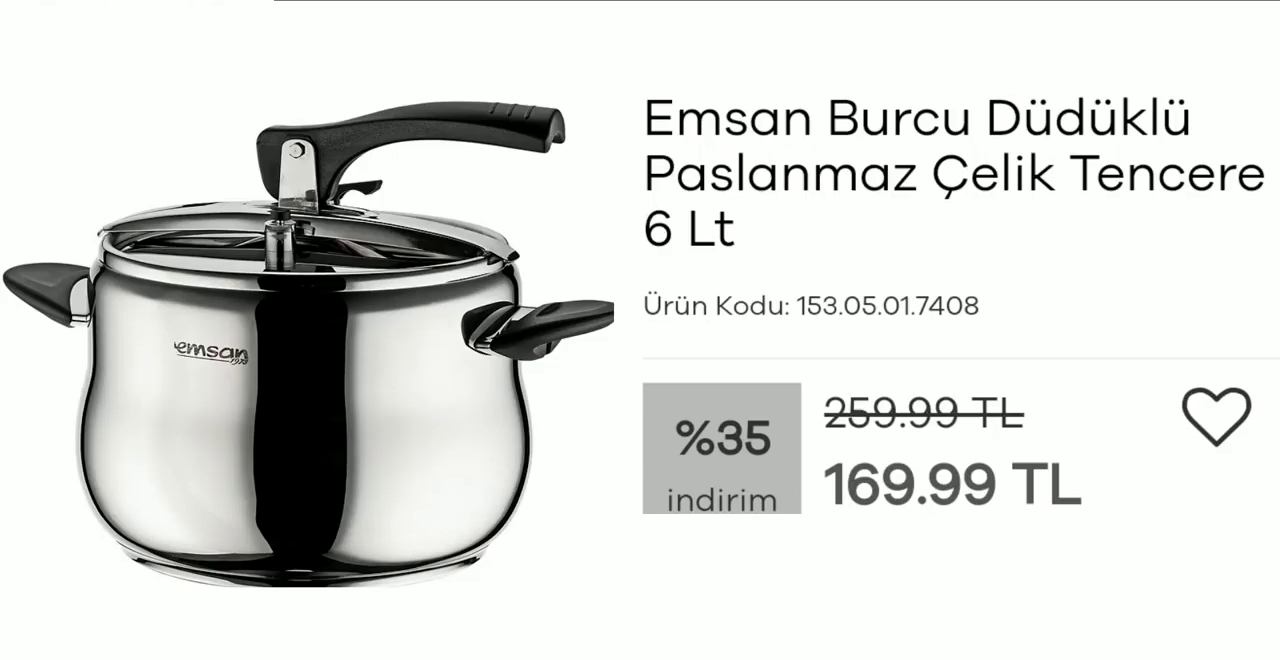 emsan
Emsan Burcu Düdüklü
Paslanmaz Çelik Tencere
6 Lt
Ürün Kodu: 153.05.01.7408
%35
indirim
259.99 TL
169.99 TL